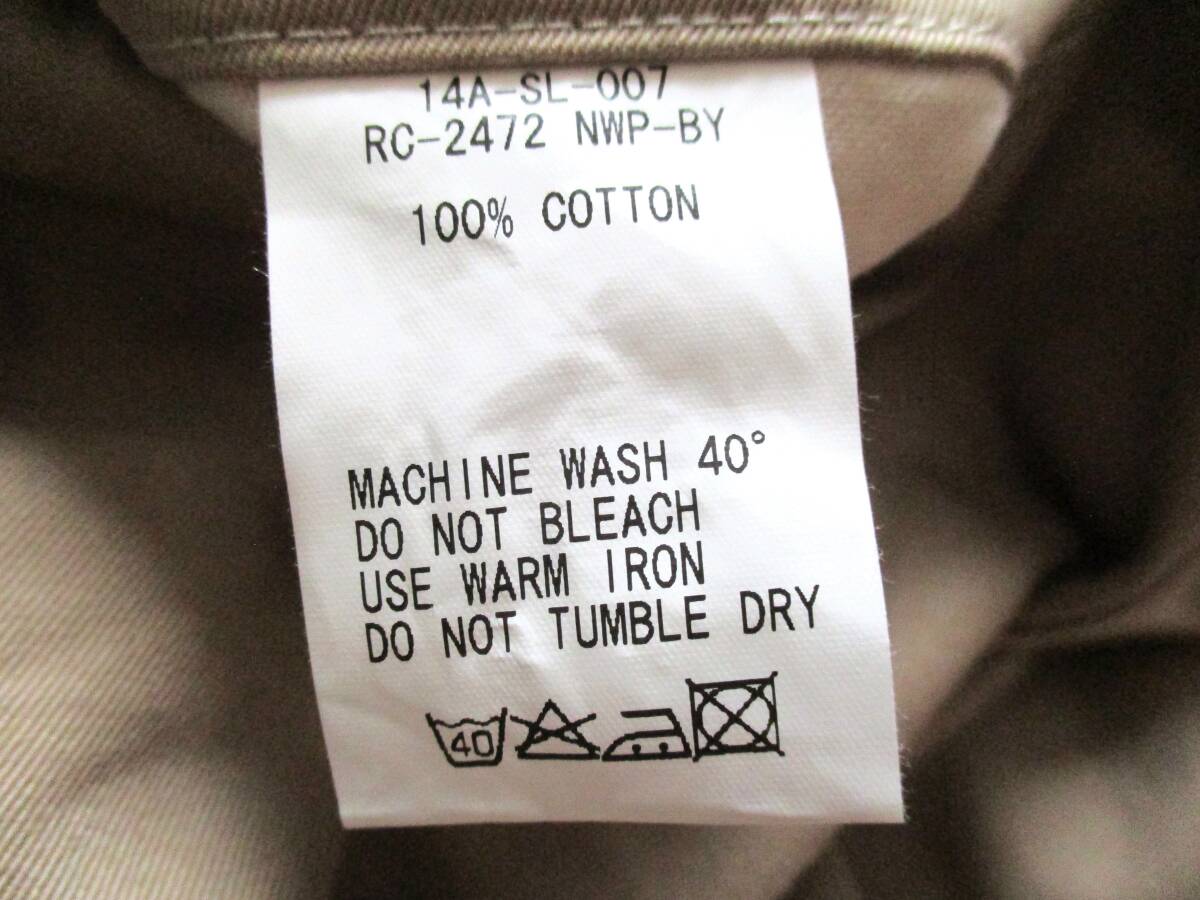 14A-SL-007
RC-2472 NWP-BY
100% COTTON
MACHINE WASH 40°
DO NOT BLEACH
USE WARM IRON
DO NOT TUMBLE DRY
40